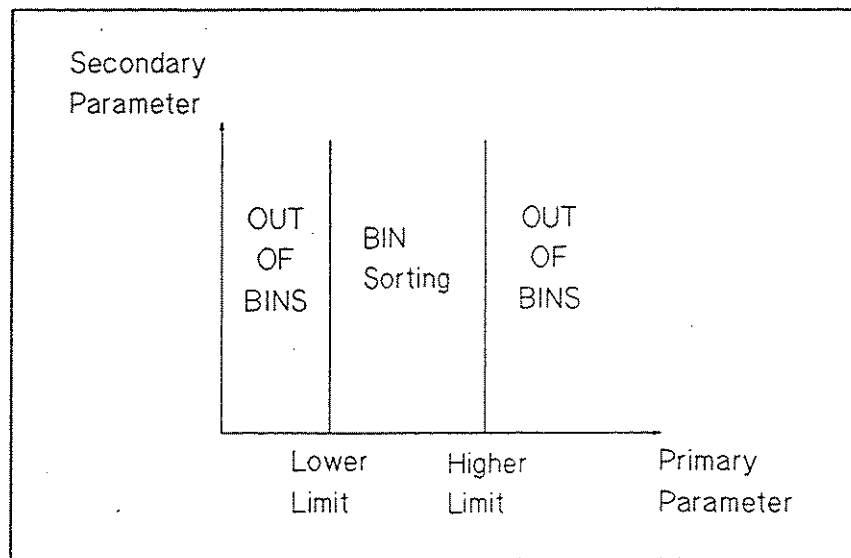 Secondary
Parameter
OUT
OF
BINS
BIN
Sorting
OUT
OF
BINS
Lower
Limit
Higher
Limit
Primary
Parameter